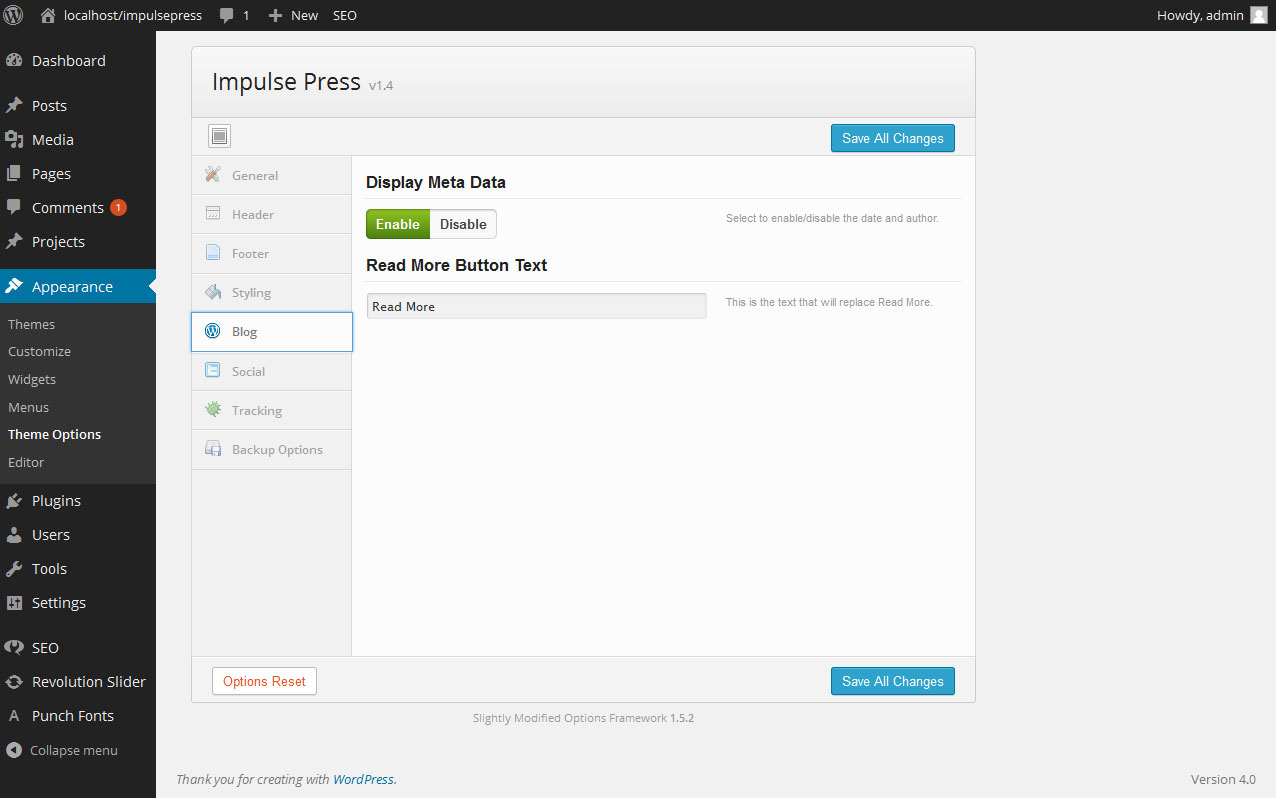 localhost/impulsepress 1 New SEO Howdy, admin
Dashboard
Posts
Media
Pages
Comments 1
Projects
Appearance
Themes
Customize
Widgets
Menus
Theme Options
Editor
Plugins
Users
Tools
Settings
SEO
Revolution Slider
Punch Fonts
Collapse menu
Impulse Press v1.4
Save All Changes
General
Header
Footer
Styling
Blog
Social
Tracking
Backup Options
Display Meta Data
Enable Disable
Select to enable/disable the date and author.
Read More Button Text
Read More
This is the text that will replace Read More.
Options Reset
Save All Changes
Slightly Modified Options Framework 1.5.2
Thank you for creating with WordPress.
Version 4.0